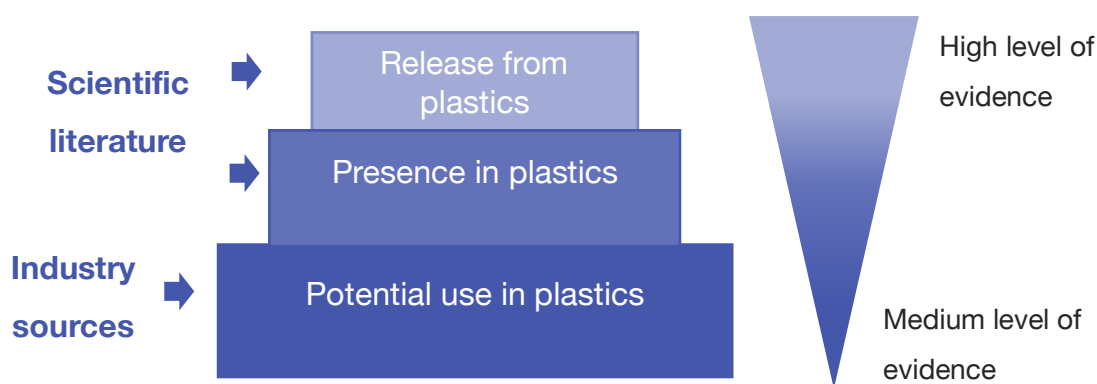 Scientific
literature
Industry
sources
Release from
plastics
Presence in plastics
Potential use in plastics
High level of
evidence
Medium level of
evidence